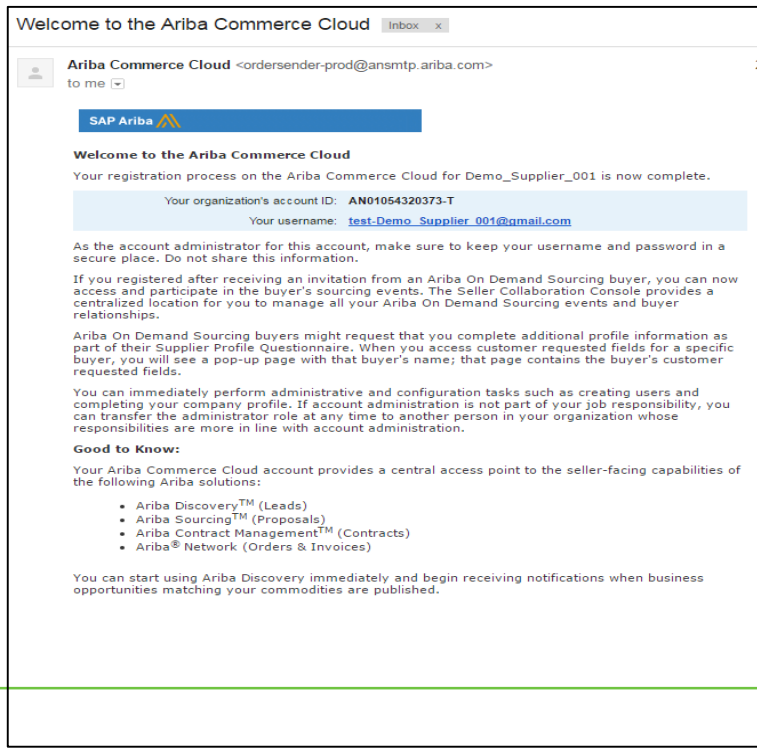 Welcome to the Ariba Commerce Cloud Inbox x
Ariba Commerce Cloud <ordersender-prod@ansmtp.ariba.com>
to me
SAP Ariba
Welcome to the Ariba Commerce Cloud
Your registration process on the Ariba Commerce Cloud for Demo_Supplier_001 is now complete.
Your organization's account ID: AN01054320373-T
Your username: test-Demo_Supplier_001@gmail.com
As the account administrator for this account, make sure to keep your username and password in a
secure place. Do not share this information.
If you registered after receiving an invitation from an Ariba On Demand Sourcing buyer, you can now
access and participate in the buyer's sourcing events. The Seller Collaboration Console provides a
centralized location for you to manage all your Ariba On Demand Sourcing events and buyer
relationships.
Ariba On Demand Sourcing buyers might request that you complete additional profile information as
part of their Supplier Profile Questionnaire. When you access customer requested fields for a specific
buyer, you will see a pop-up page with that buyer's name; that page contains the buyer's customer
requested fields.
You can immediately perform administrative and configuration tasks such as creating users and
completing your company profile. If account administration is not part of your job responsibility, you
can transfer the administrator role at any time to another person in your organization whose
responsibilities are more in line with account administration.
Good to Know:
Your Ariba Commerce Cloud account provides a central access point to the seller-facing capabilities of
the following Ariba solutions:
• Ariba Discovery™ (Leads)
• Ariba Sourcing™ (Proposals)
• Ariba Contract Management™ (Contracts)
• Ariba® Network (Orders & Invoices)
You can start using Ariba Discovery immediately and begin receiving notifications when business
opportunities matching your commodities are published.